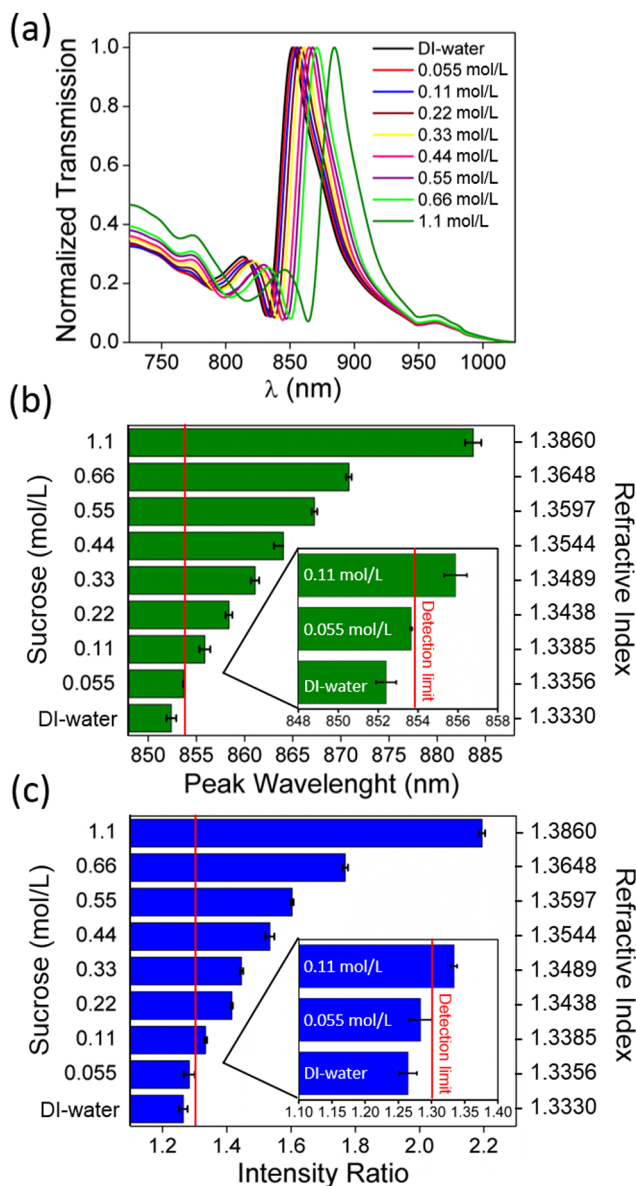 (a)
Normalized Transmission
1.0
0.8
0.6
0.4
0.2
0.0
DI-water
0.055 mol/L
0.11 mol/L
0.22 mol/L
0.33 mol/L
0.44 mol/L
0.55 mol/L
0.66 mol/L
1.1 mol/L
750 800 850 900 950 1000
λ (nm)
(b)
Sucrose (mol/L)
1.1
0.66
0.55
0.44
0.33
0.22
0.11
0.055
DI-water
0.11 mol/L
0.055 mol/L
DI-water
Detection limit
848 850 852 854 856 858
1.3860
1.3648
1.3597
1.3544
1.3489
1.3438
1.3385
1.3356
1.3330
Refractive Index
850 855 860 865 870 875 880 885
Peak Wavelenght (nm)
(c)
Sucrose (mol/L)
1.1
0.66
0.55
0.44
0.33
0.22
0.11
0.055
DI-water
0.11 mol/L
0.055 mol/L
DI-water
Detection limit
1.10 1.15 1.20 1.25 1.30 1.35 1.40
1.3860
1.3648
1.3597
1.3544
1.3489
1.3438
1.3385
1.3356
1.3330
Refractive Index
1.2 1.4 1.6 1.8 2.0 2.2
Intensity Ratio